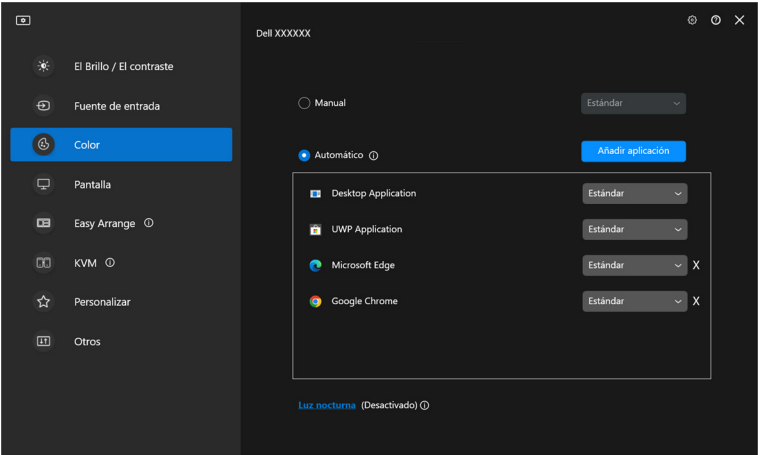 Dell XXXXXX
El Brillo / El contraste
Fuente de entrada
Color
Pantalla
Easy Arrange
KVM
Personalizar
Otros
Manual
Estándar
Automático
Añadir aplicación
Desktop Application
Estándar
UWP Application
Estándar
Microsoft Edge
Estándar
X
Google Chrome
Estándar
X
Luz nocturna (Desactivado)